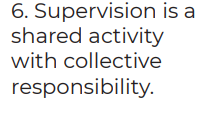 6. Supervision is a
shared activity
with collective
responsibility.